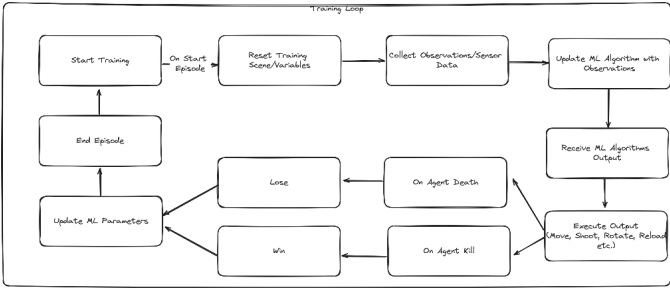 Training Loop
Start Training
On Start
Episode
Reset Training
Scene/Variables
Collect Observations/Sensor
Data
Update ML Algorithm with
Observations
End Episode
Receive ML Algorithms
Output
Lose
On Agent Death
Update ML Parameters
Execute Output
(Move, Shoot, Rotate, Reload
etc.)
Win
On Agent Kill